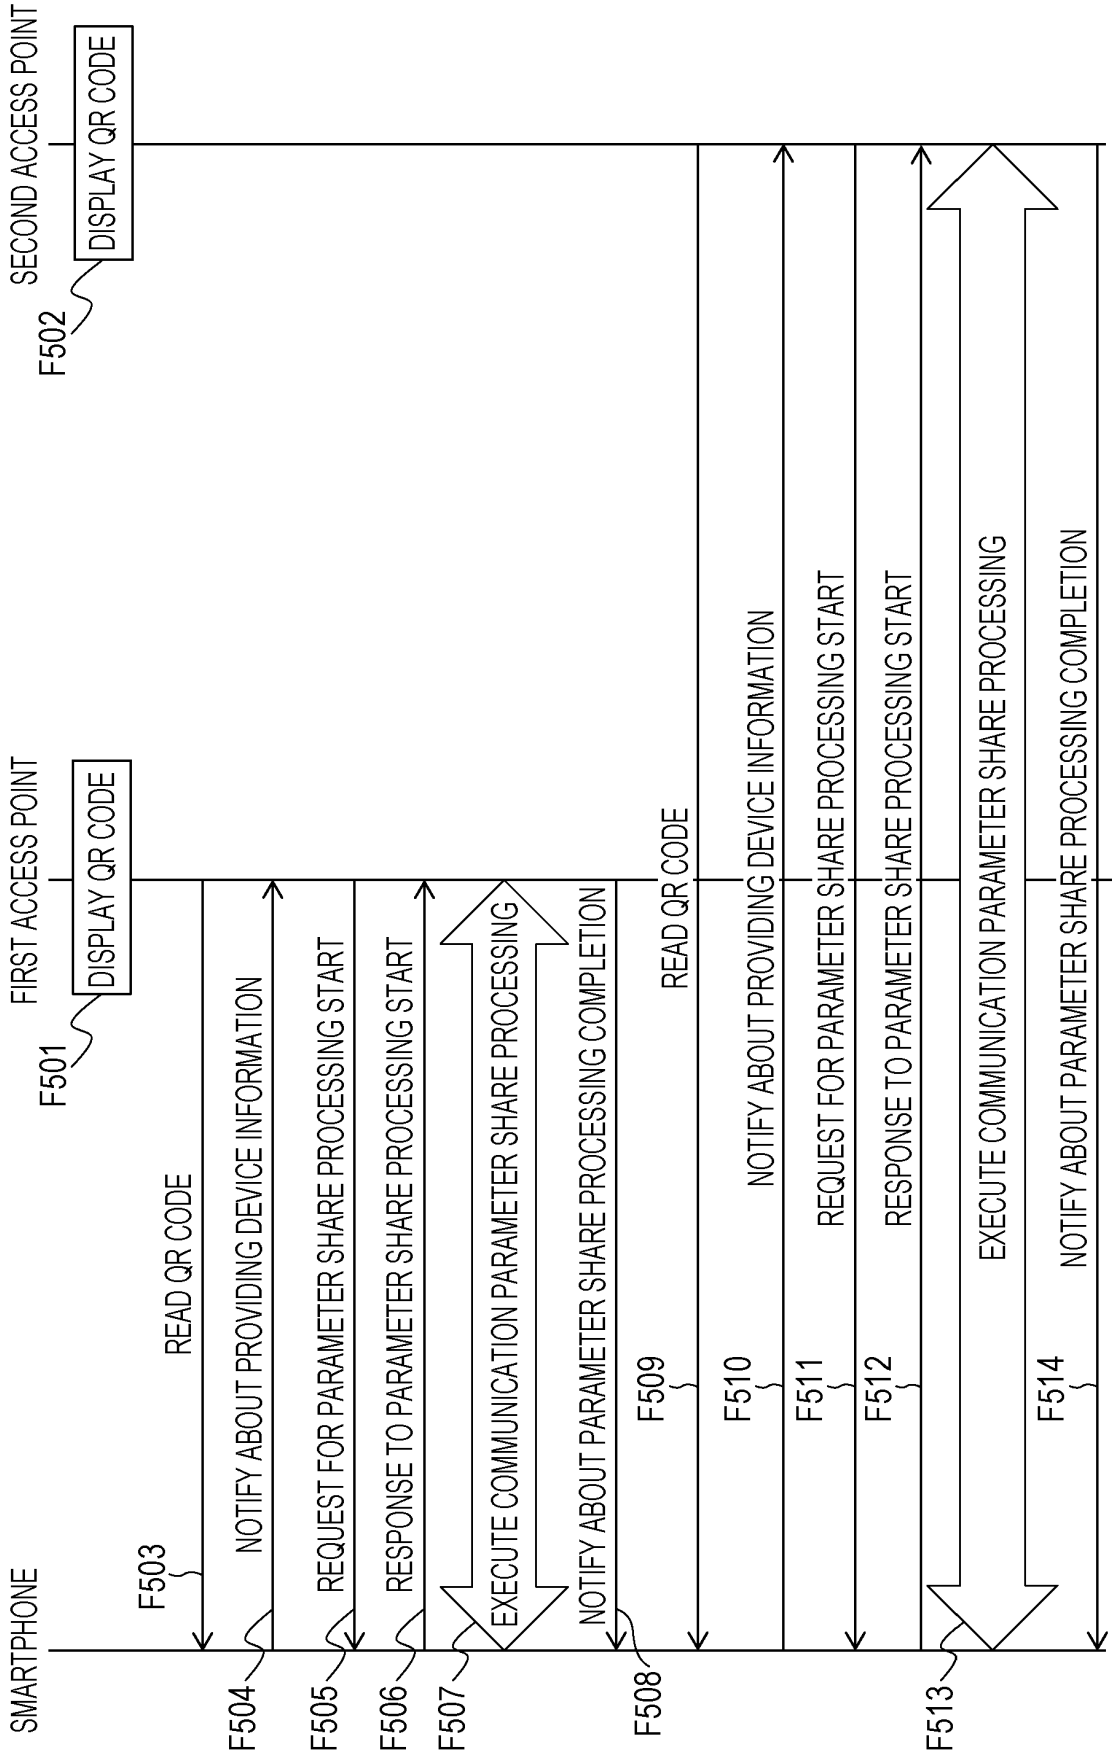 SMARTPHONE
FIRST ACCESS POINT
SECOND ACCESS POINT
F501
DISPLAY QR CODE
F502
DISPLAY QR CODE
F503
READ QR CODE
F504
NOTIFY ABOUT PROVIDING DEVICE INFORMATION
F505
REQUEST FOR PARAMETER SHARE PROCESSING START
F506
RESPONSE TO PARAMETER SHARE PROCESSING START
F507
EXECUTE COMMUNICATION PARAMETER SHARE PROCESSING
F508
NOTIFY ABOUT PARAMETER SHARE PROCESSING COMPLETION
F509
READ QR CODE
F510
NOTIFY ABOUT PROVIDING DEVICE INFORMATION
F511
REQUEST FOR PARAMETER SHARE PROCESSING START
F512
RESPONSE TO PARAMETER SHARE PROCESSING START
F513
EXECUTE COMMUNICATION PARAMETER SHARE PROCESSING
F514
NOTIFY ABOUT PARAMETER SHARE PROCESSING COMPLETION